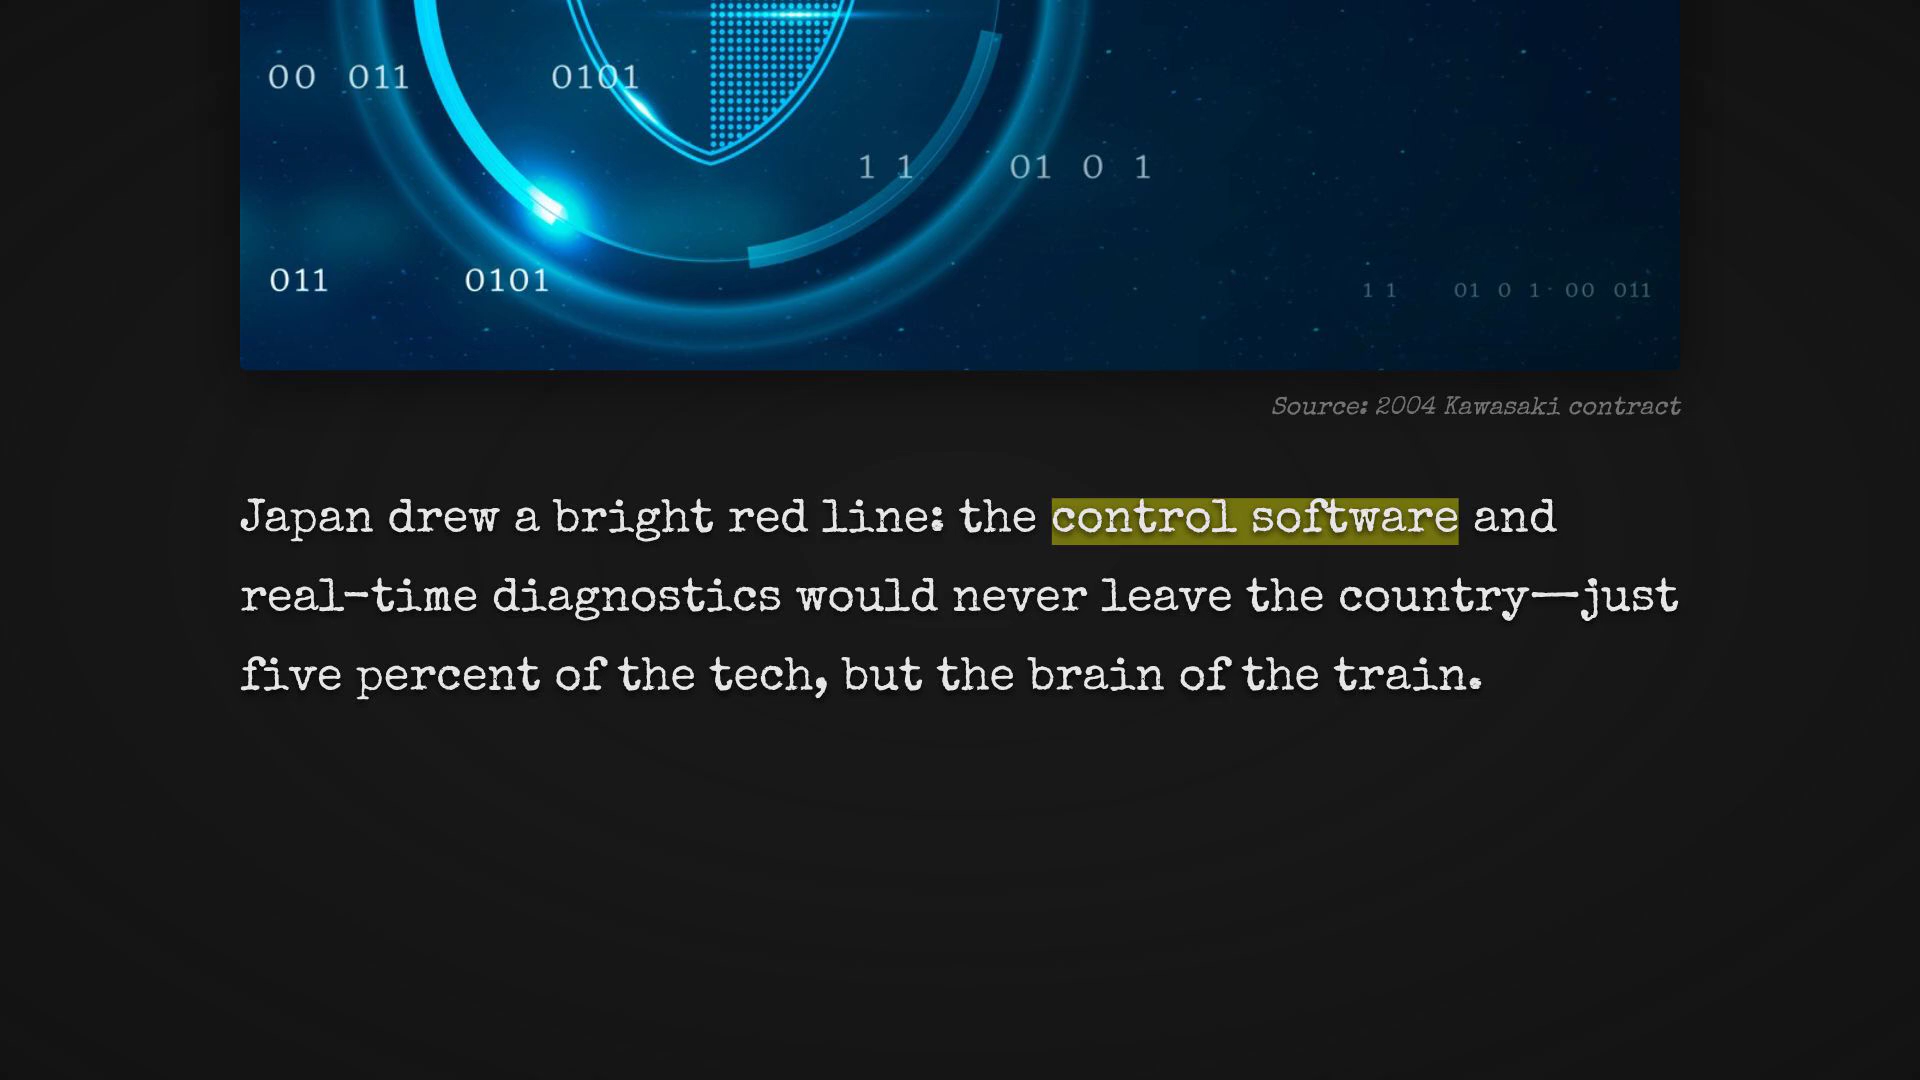 00 011 0101
1 1 01 0 1
011 0101
1 1 01 0 1 00 011
Source: 2004 Kawasaki contract
Japan drew a bright red line: the control software and
real-time diagnostics would never leave the country—just
five percent of the tech, but the brain of the train.